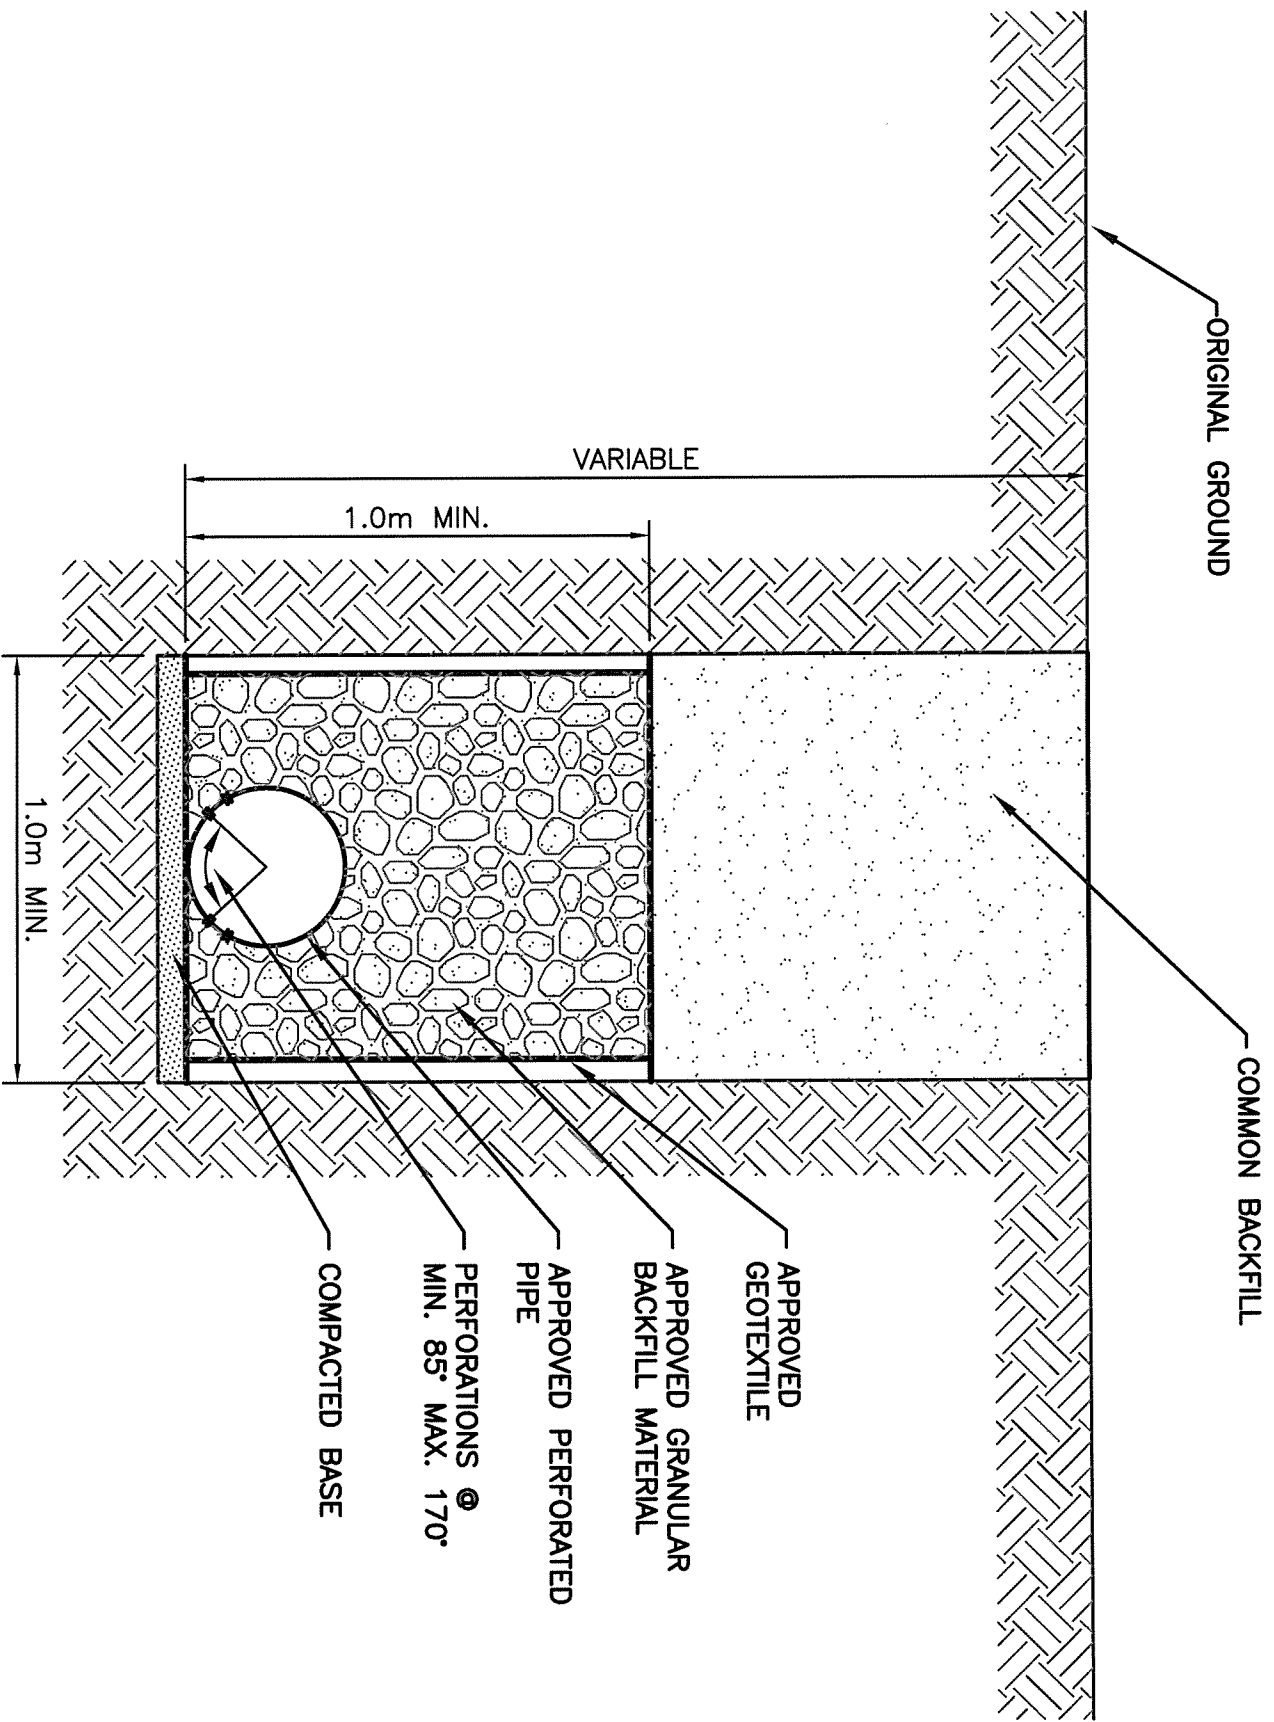 ORIGINAL GROUND
COMMON BACKFILL
VARIABLE
1.0m MIN.
APPROVED
GEOTEXTILE
APPROVED GRANULAR
BACKFILL MATERIAL
APPROVED PERFORATED
PIPE
PERFORATIONS @
MIN. 85° MAX. 170°
COMPACTED BASE
1.0m MIN.